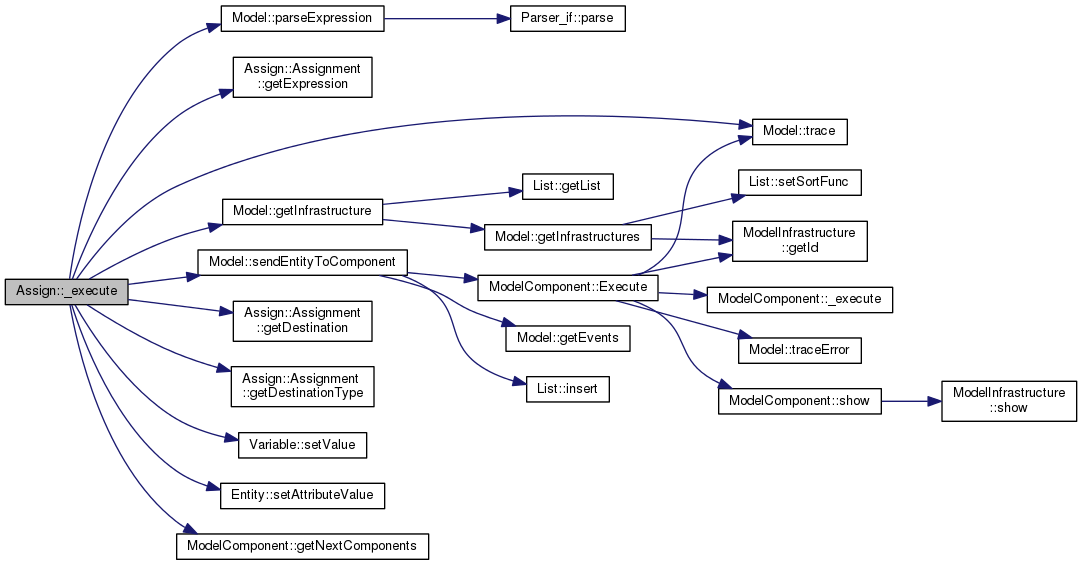 Assign::_execute
Model::parseExpression
Parser_if::parse
Assign::Assignment
::getExpression
Model::trace
List::getList
List::setSortFunc
Model::getInfrastructure
Model::getInfrastructures
ModelInfrastructure
::getId
Model::sendEntityToComponent
ModelComponent::Execute
ModelComponent::_execute
Assign::Assignment
::getDestination
Model::getEvents
Model::traceError
Assign::Assignment
::getDestinationType
List::insert
ModelComponent::show
ModelInfrastructure
::show
Variable::setValue
Entity::setAttributeValue
ModelComponent::getNextComponents